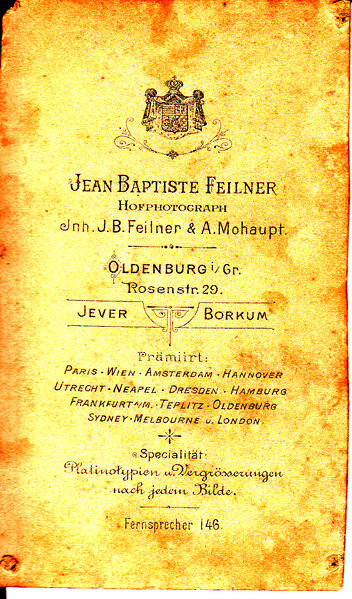 JEAN BAPTISTE FEILNER
HOFPHOTOGRAPH
Jnh. J. B. Feilner & A. Mohaupt.
OLDENBURG i/Gr.
Rosenstr. 29.
JEVER BORKUM
Prämiirt:
PARIS · WIEN · AMSTERDAM · HANNOVER
UTRECHT · NEAPEL · DRESDEN · HAMBURG
FRANKFURT a/M. · TEPLITZ · OLDENBURG
SYDNEY · MELBOURNE u. LONDON.
Specialität:
Platinotypien u. Vergrösserungen
nach jedem Bilde.
Fernsprecher 146.